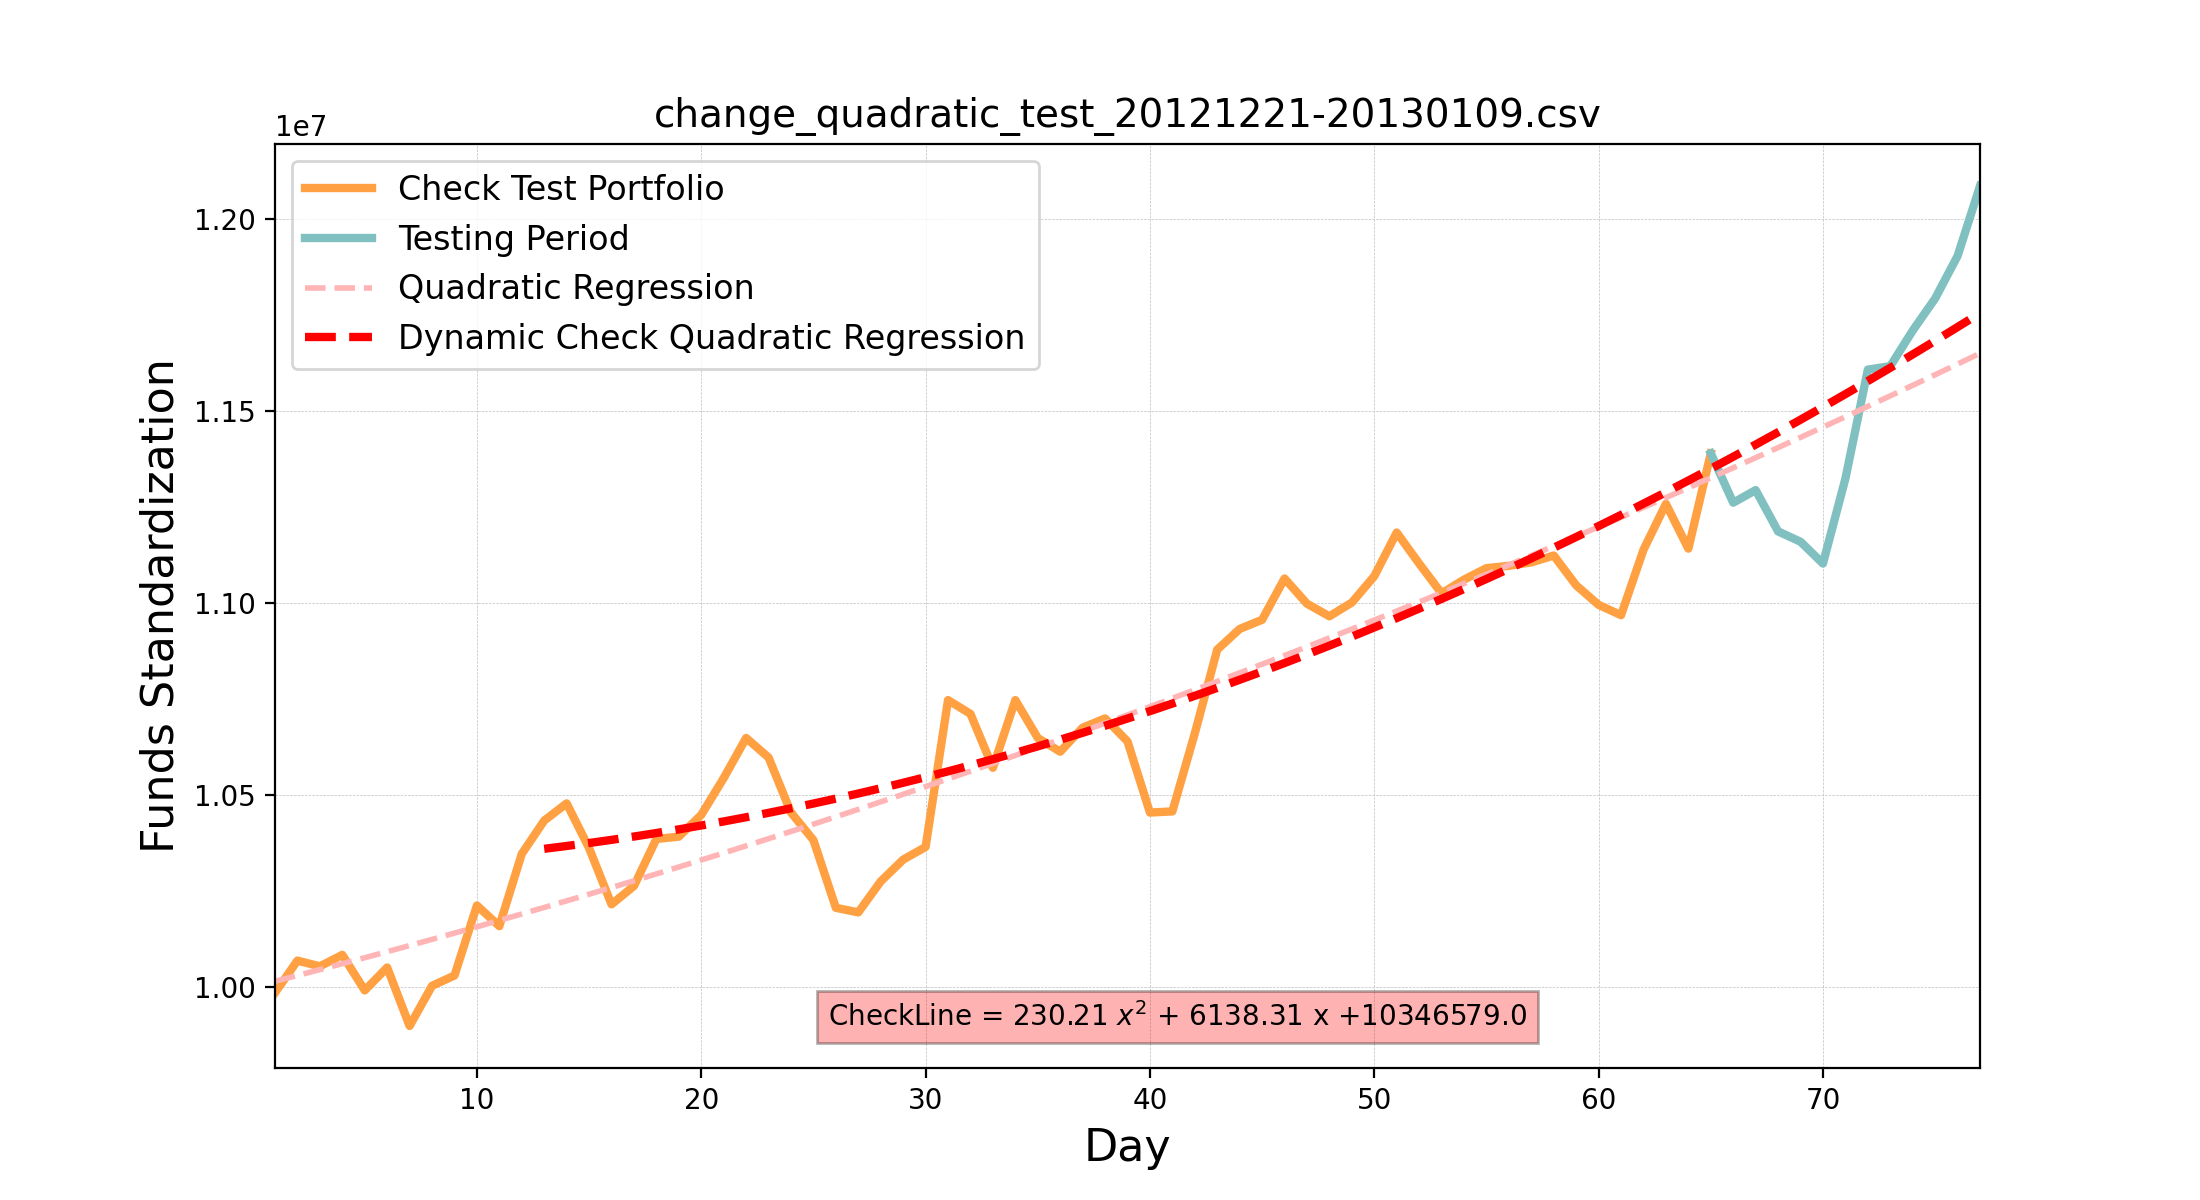 change_quadratic_test_20121221-20130109.csv
1e7
Check Test Portfolio
Testing Period
Quadratic Regression
Dynamic Check Quadratic Regression
1.20
1.15
1.10
1.05
1.00
Funds Standardization
CheckLine = 230.21 x² + 6138.31 x +10346579.0
10 20 30 40 50 60 70
Day